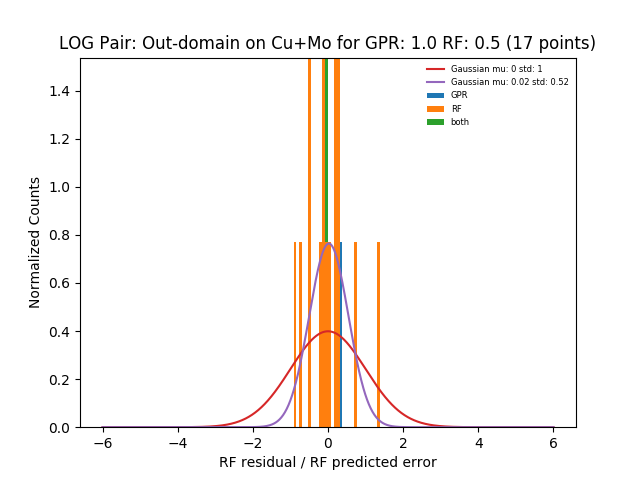 LOG Pair: Out-domain on Cu+Mo for GPR: 1.0 RF: 0.5 (17 points)
Gaussian mu: 0 std: 1
Gaussian mu: 0.02 std: 0.52
GPR
RF
both
Normalized Counts
1.4
1.2
1.0
0.8
0.6
0.4
0.2
0.0
−6 −4 −2 0 2 4 6
RF residual / RF predicted error